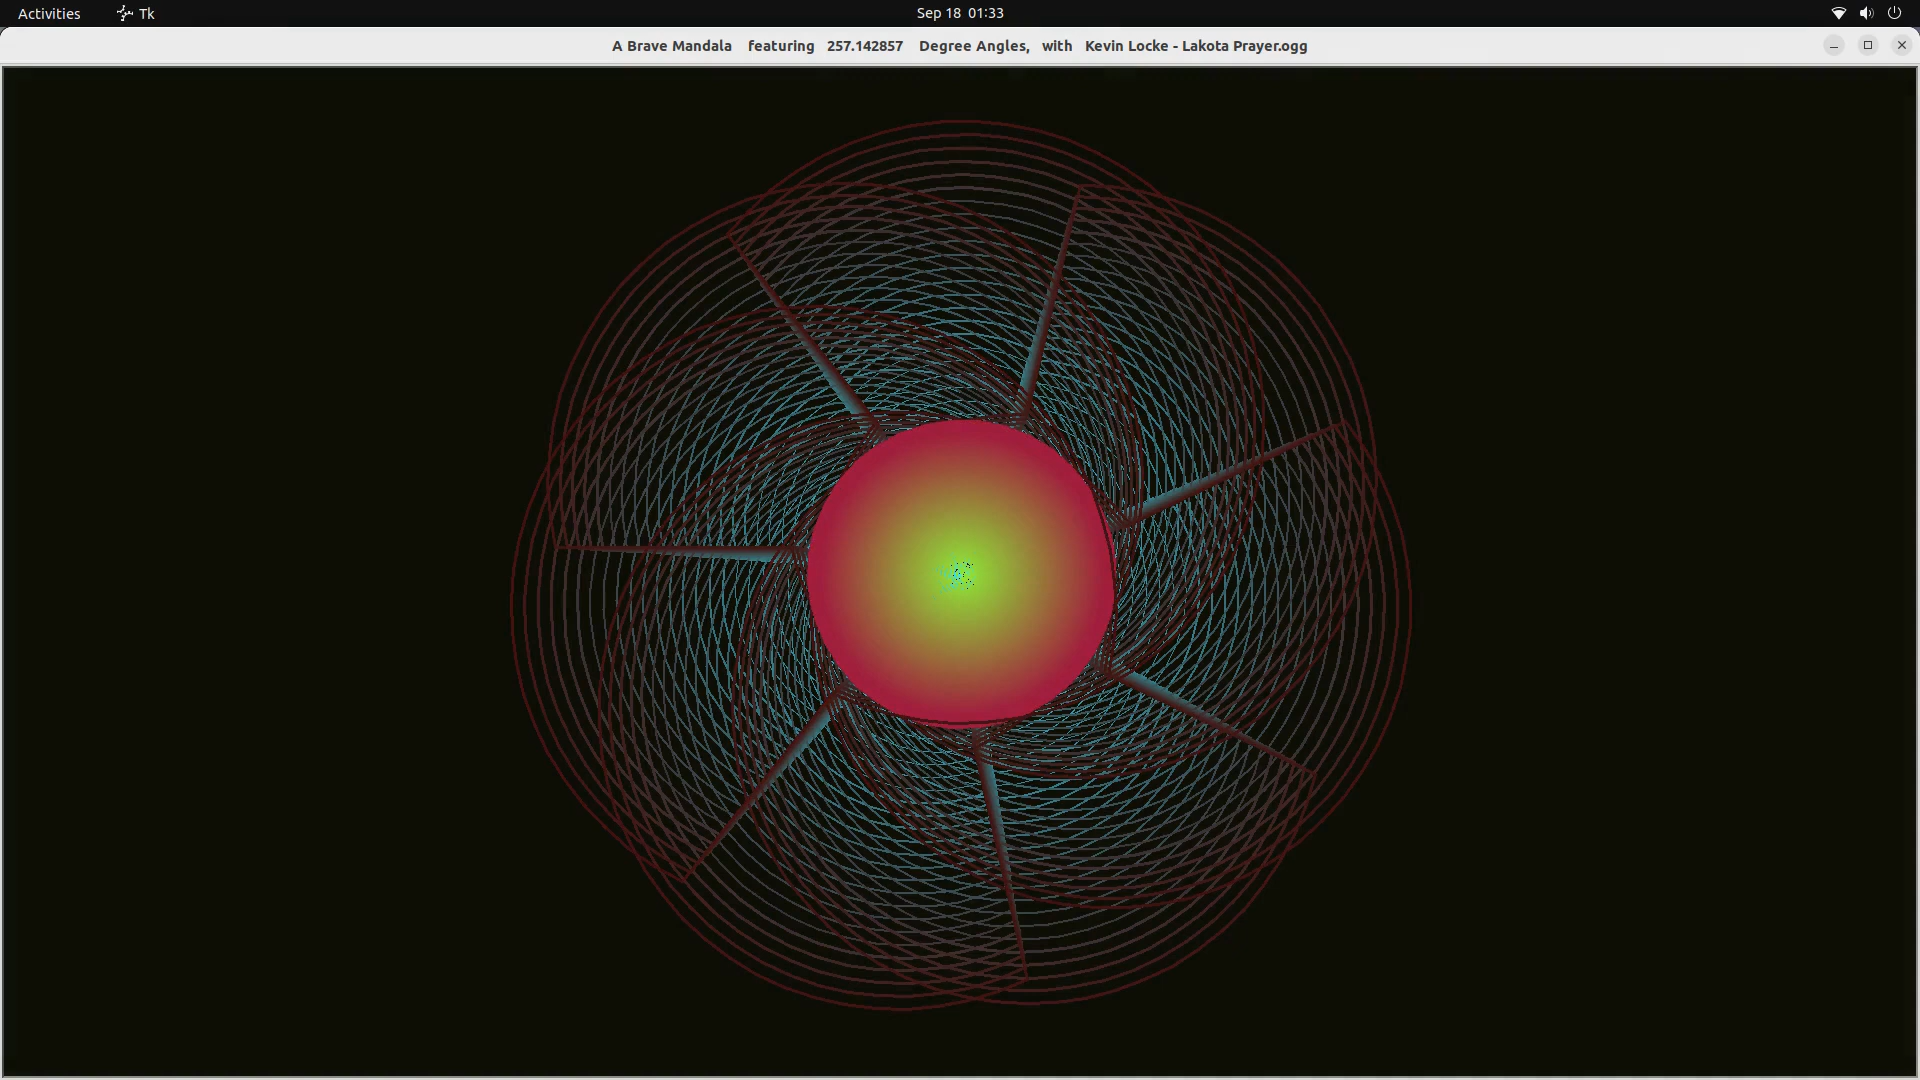 Activities Tk Sep 18 01:33
A Brave Mandala featuring 257.142857 Degree Angles, with Kevin Locke - Lakota Prayer.ogg